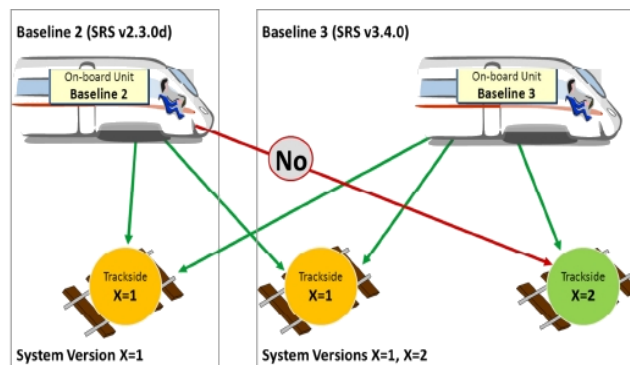 Baseline 2 (SRS v2.3.0d)
On-board Unit
Baseline 2
Baseline 3 (SRS v3.4.0)
On-board Unit
Baseline 3
No
Trackside
X=1
Trackside
X=1
Trackside
X=2
System Version X=1
System Versions X=1, X=2